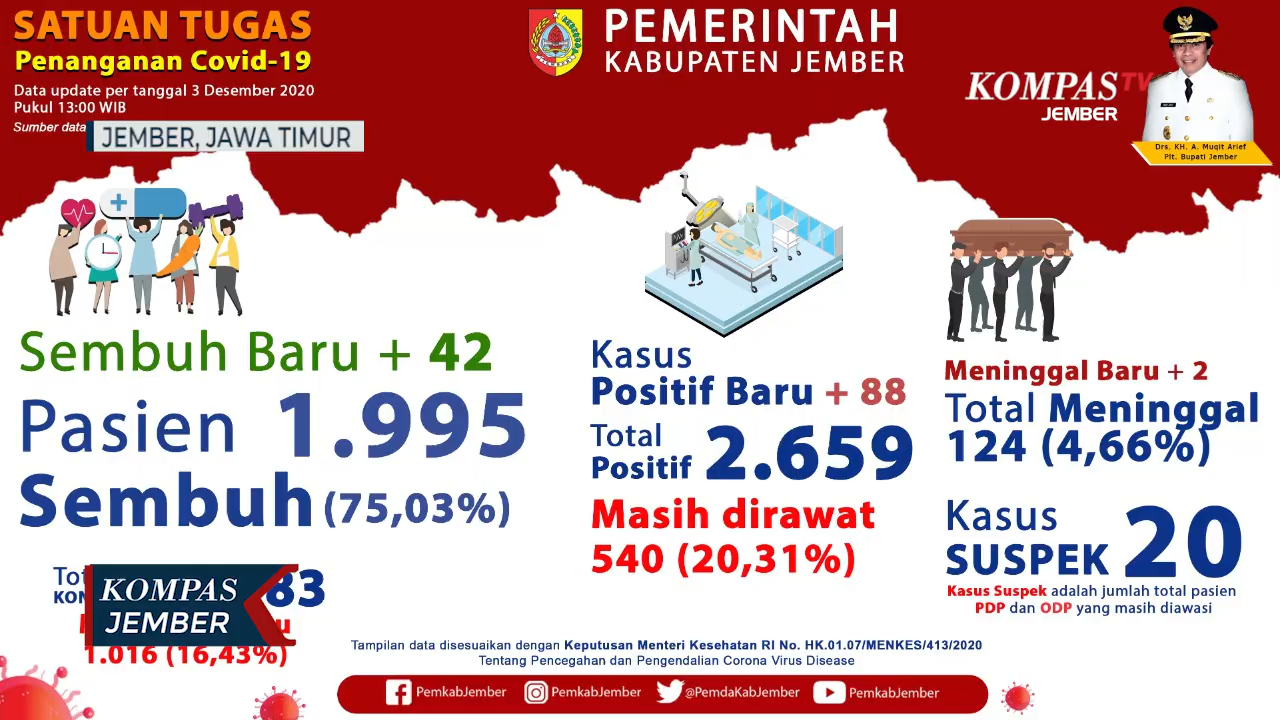 SATUAN TUGAS
Penanganan Covid-19
Data update per tanggal 3 Desember 2020
Pukul 13:00 WIB
Sumber data
JEMBER, JAWA TIMUR
PEMERINTAH
KABUPATEN JEMBER
KOMPAS TV
JEMBER
Drs. KH. A. Muqit Arief
Plt. Bupati Jember
Sembuh Baru + 42
Pasien 1.995
Sembuh (75,03%)
Kasus
Positif Baru + 88
Total
Positif 2.659
Masih dirawat
540 (20,31%)
Meninggal Baru + 2
Total Meninggal
124 (4,66%)
Kasus
SUSPEK 20
Kasus Suspek adalah jumlah total pasien
PDP dan ODP yang masih diawasi
83
KOMPAS
JEMBER
1.016 (16,43%)
Tampilan data disesuaikan dengan Keputusan Menteri Kesehatan RI No. HK.01.07/MENKES/413/2020
Tentang Pencegahan dan Pengendalian Corona Virus Disease
PemkabJember PemkabJember @PemdaKabJember PemkabJember